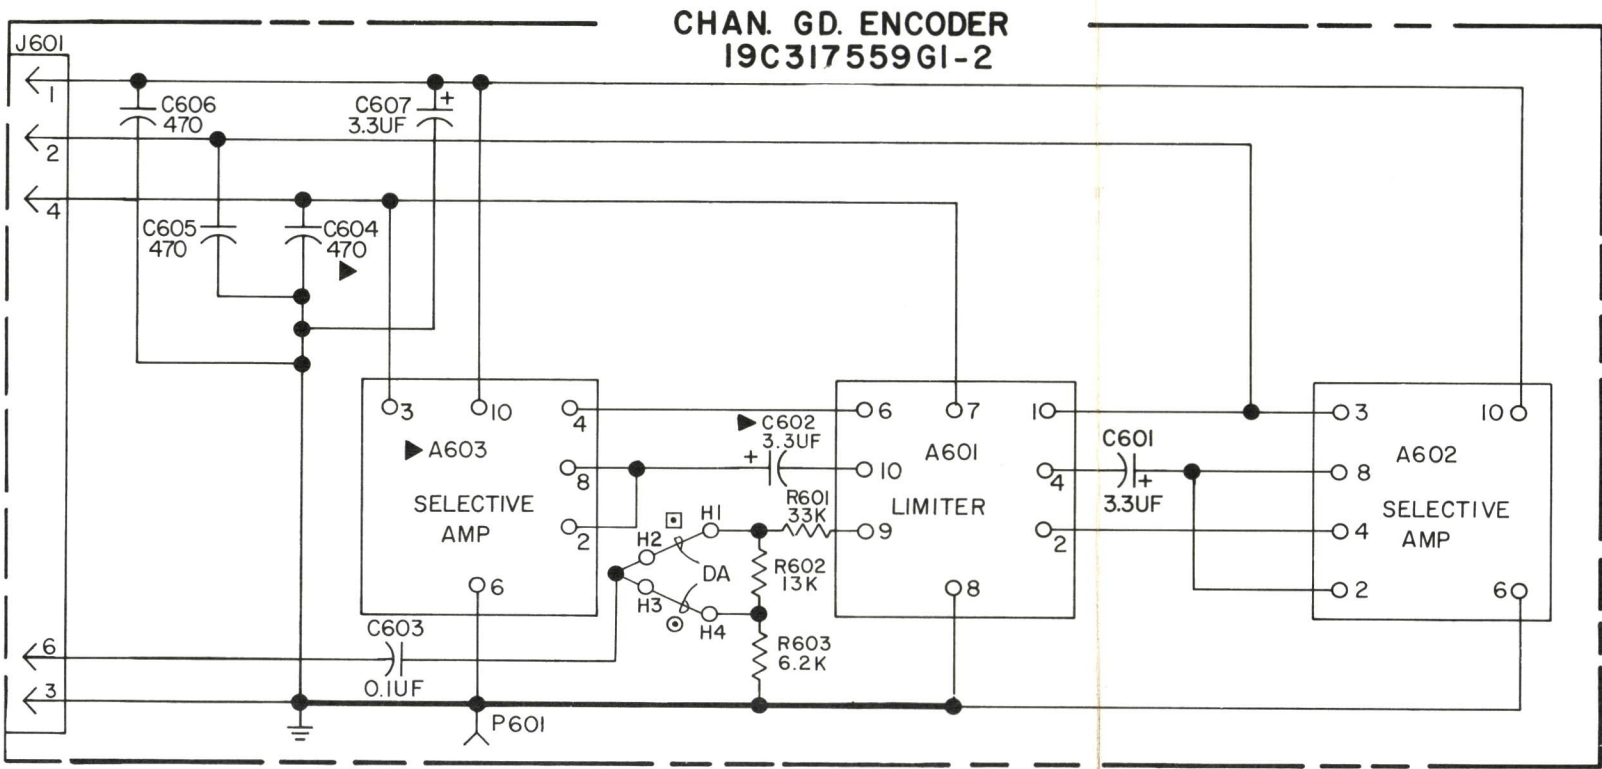 CHAN. GD. ENCODER
19C317559G1-2
J601
1
C606
470
C607
3.3UF
+
2
4
C605
470
C604
470
3
10
4
A603
8
SELECTIVE
AMP
2
6
C602
3.3UF
+
R601
33K
H1
H2
DA
H3
H4
R602
13K
R603
6.2K
6
7
1
A601
10
4
LIMITER
9
2
8
C601
+
3.3UF
3
10
A602
8
SELECTIVE
4
AMP
2
6
6
C603
0.1UF
3
P601